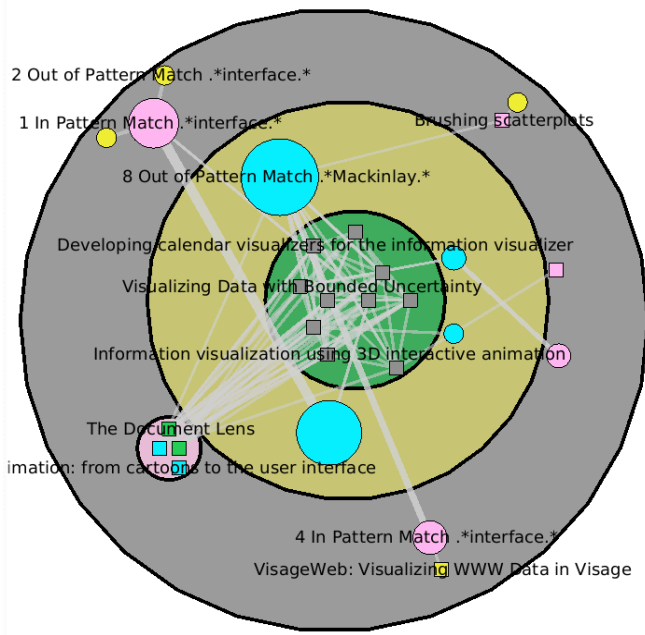 2 Out of Pattern Match .*interface.*
1 In Pattern Match .*interface.*
Brushing scatterplots
8 Out of Pattern Match .*Mackinlay.*
Developing calendar visualizers for the information visualizer
Visualizing Data with Bounded Uncertainty
Information visualization using 3D interactive animation
The Document Lens
imation: from cartoons to the user interface
4 In Pattern Match .*interface.*
VisageWeb: Visualizing WWW Data in Visage